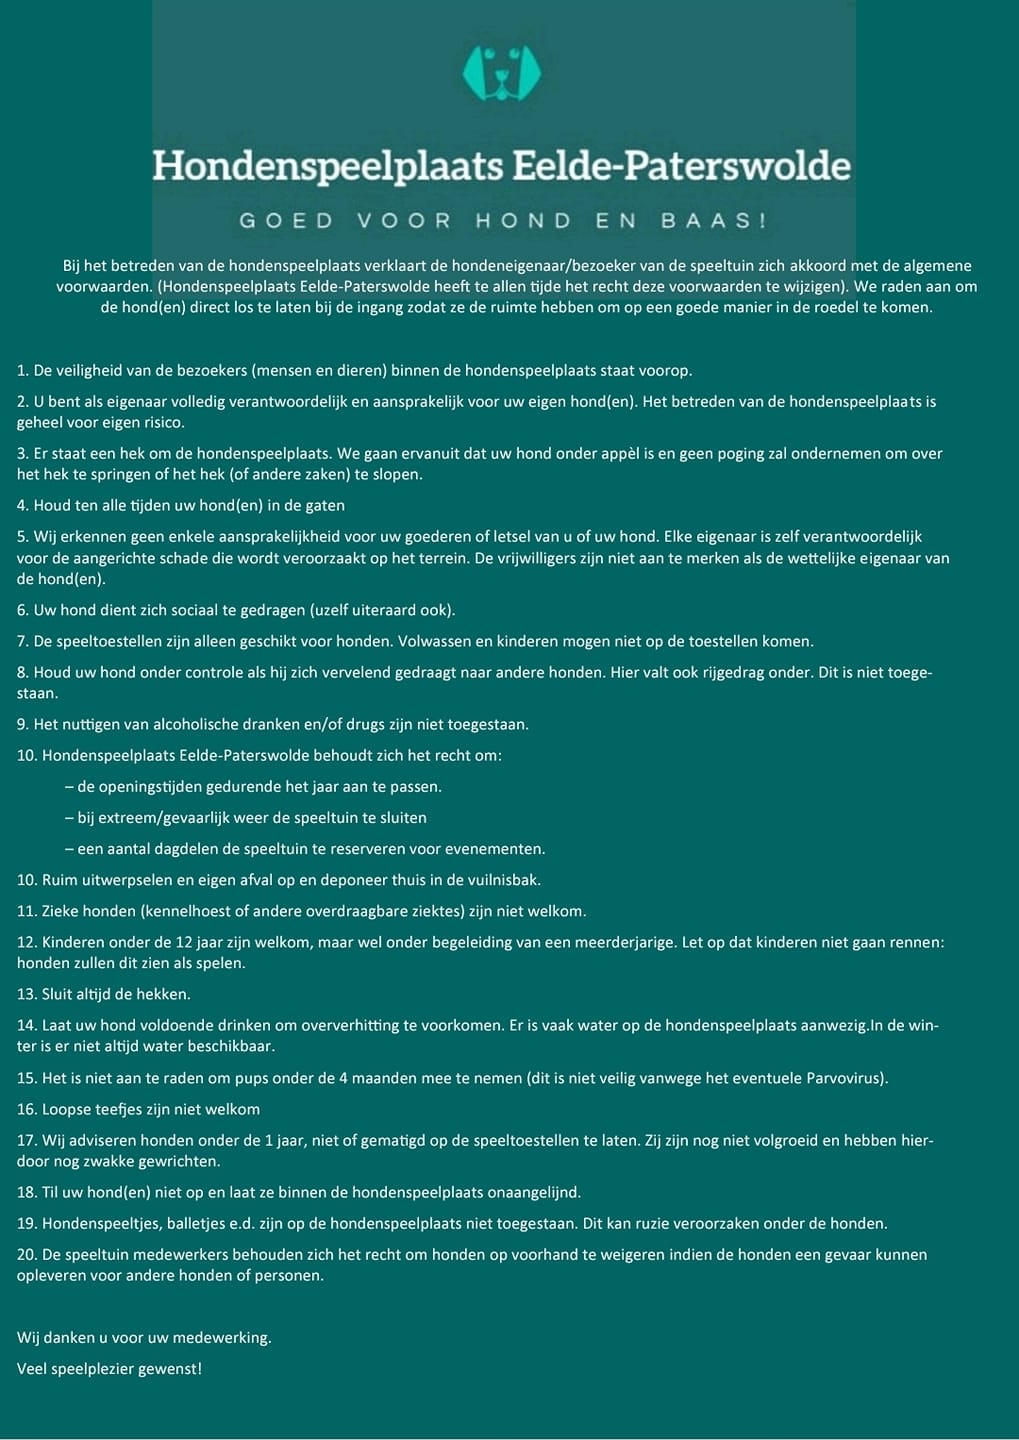 Hondenspeelplaats Eelde-Paterswolde
GOED VOOR HOND EN BAAS!
Bij het betreden van de hondenspeelplaats verklaart de hondeneigenaar/bezoeker van de speeltuin zich akkoord met de algemene
voorwaarden. (Hondenspeelplaats Eelde-Paterswolde heeft te allen tijde het recht deze voorwaarden te wijzigen). We raden aan om
de hond(en) direct los te laten bij de ingang zodat ze de ruimte hebben om op een goede manier in de roedel te komen.
1. De veiligheid van de bezoekers (mensen en dieren) binnen de hondenspeelplaats staat voorop.
2. U bent als eigenaar volledig verantwoordelijk en aansprakelijk voor uw eigen hond(en). Het betreden van de hondenspeelplaats is
geheel voor eigen risico.
3. Er staat een hek om de hondenspeelplaats. We gaan ervanuit dat uw hond onder appèl is en geen poging zal ondernemen om over
het hek te springen of het hek (of andere zaken) te slopen.
4. Houd ten alle tijden uw hond(en) in de gaten
5. Wij erkennen geen enkele aansprakelijkheid voor uw goederen of letsel van u of uw hond. Elke eigenaar is zelf verantwoordelijk
voor de aangerichte schade die wordt veroorzaakt op het terrein. De vrijwilligers zijn niet aan te merken als de wettelijke eigenaar van
de hond(en).
6. Uw hond dient zich sociaal te gedragen (uzelf uiteraard ook).
7. De speeltoestellen zijn alleen geschikt voor honden. Volwassen en kinderen mogen niet op de toestellen komen.
8. Houd uw hond onder controle als hij zich vervelend gedraagt naar andere honden. Hier valt ook rijgedrag onder. Dit is niet toege-
staan.
9. Het nuttigen van alcoholische dranken en/of drugs zijn niet toegestaan.
10. Hondenspeelplaats Eelde-Paterswolde behoudt zich het recht om:
– de openingstijden gedurende het jaar aan te passen.
– bij extreem/gevaarlijk weer de speeltuin te sluiten
– een aantal dagdelen de speeltuin te reserveren voor evenementen.
10. Ruim uitwerpselen en eigen afval op en deponeer thuis in de vuilnisbak.
11. Zieke honden (kennelhoest of andere overdraagbare ziektes) zijn niet welkom.
12. Kinderen onder de 12 jaar zijn welkom, maar wel onder begeleiding van een meerderjarige. Let op dat kinderen niet gaan rennen:
honden zullen dit zien als spelen.
13. Sluit altijd de hekken.
14. Laat uw hond voldoende drinken om oververhitting te voorkomen. Er is vaak water op de hondenspeelplaats aanwezig.In de win-
ter is er niet altijd water beschikbaar.
15. Het is niet aan te raden om pups onder de 4 maanden mee te nemen (dit is niet veilig vanwege het eventuele Parvovirus).
16. Loopse teefjes zijn niet welkom
17. Wij adviseren honden onder de 1 jaar, niet of gematigd op de speeltoestellen te laten. Zij zijn nog niet volgroeid en hebben hier-
door nog zwakke gewrichten.
18. Til uw hond(en) niet op en laat ze binnen de hondenspeelplaats onaangelijnd.
19. Hondenspeeltjes, balletjes e.d. zijn op de hondenspeelplaats niet toegestaan. Dit kan ruzie veroorzaken onder de honden.
20. De speeltuin medewerkers behouden zich het recht om honden op voorhand te weigeren indien de honden een gevaar kunnen
opleveren voor andere honden of personen.
Wij danken u voor uw medewerking.
Veel speelplezier gewenst!